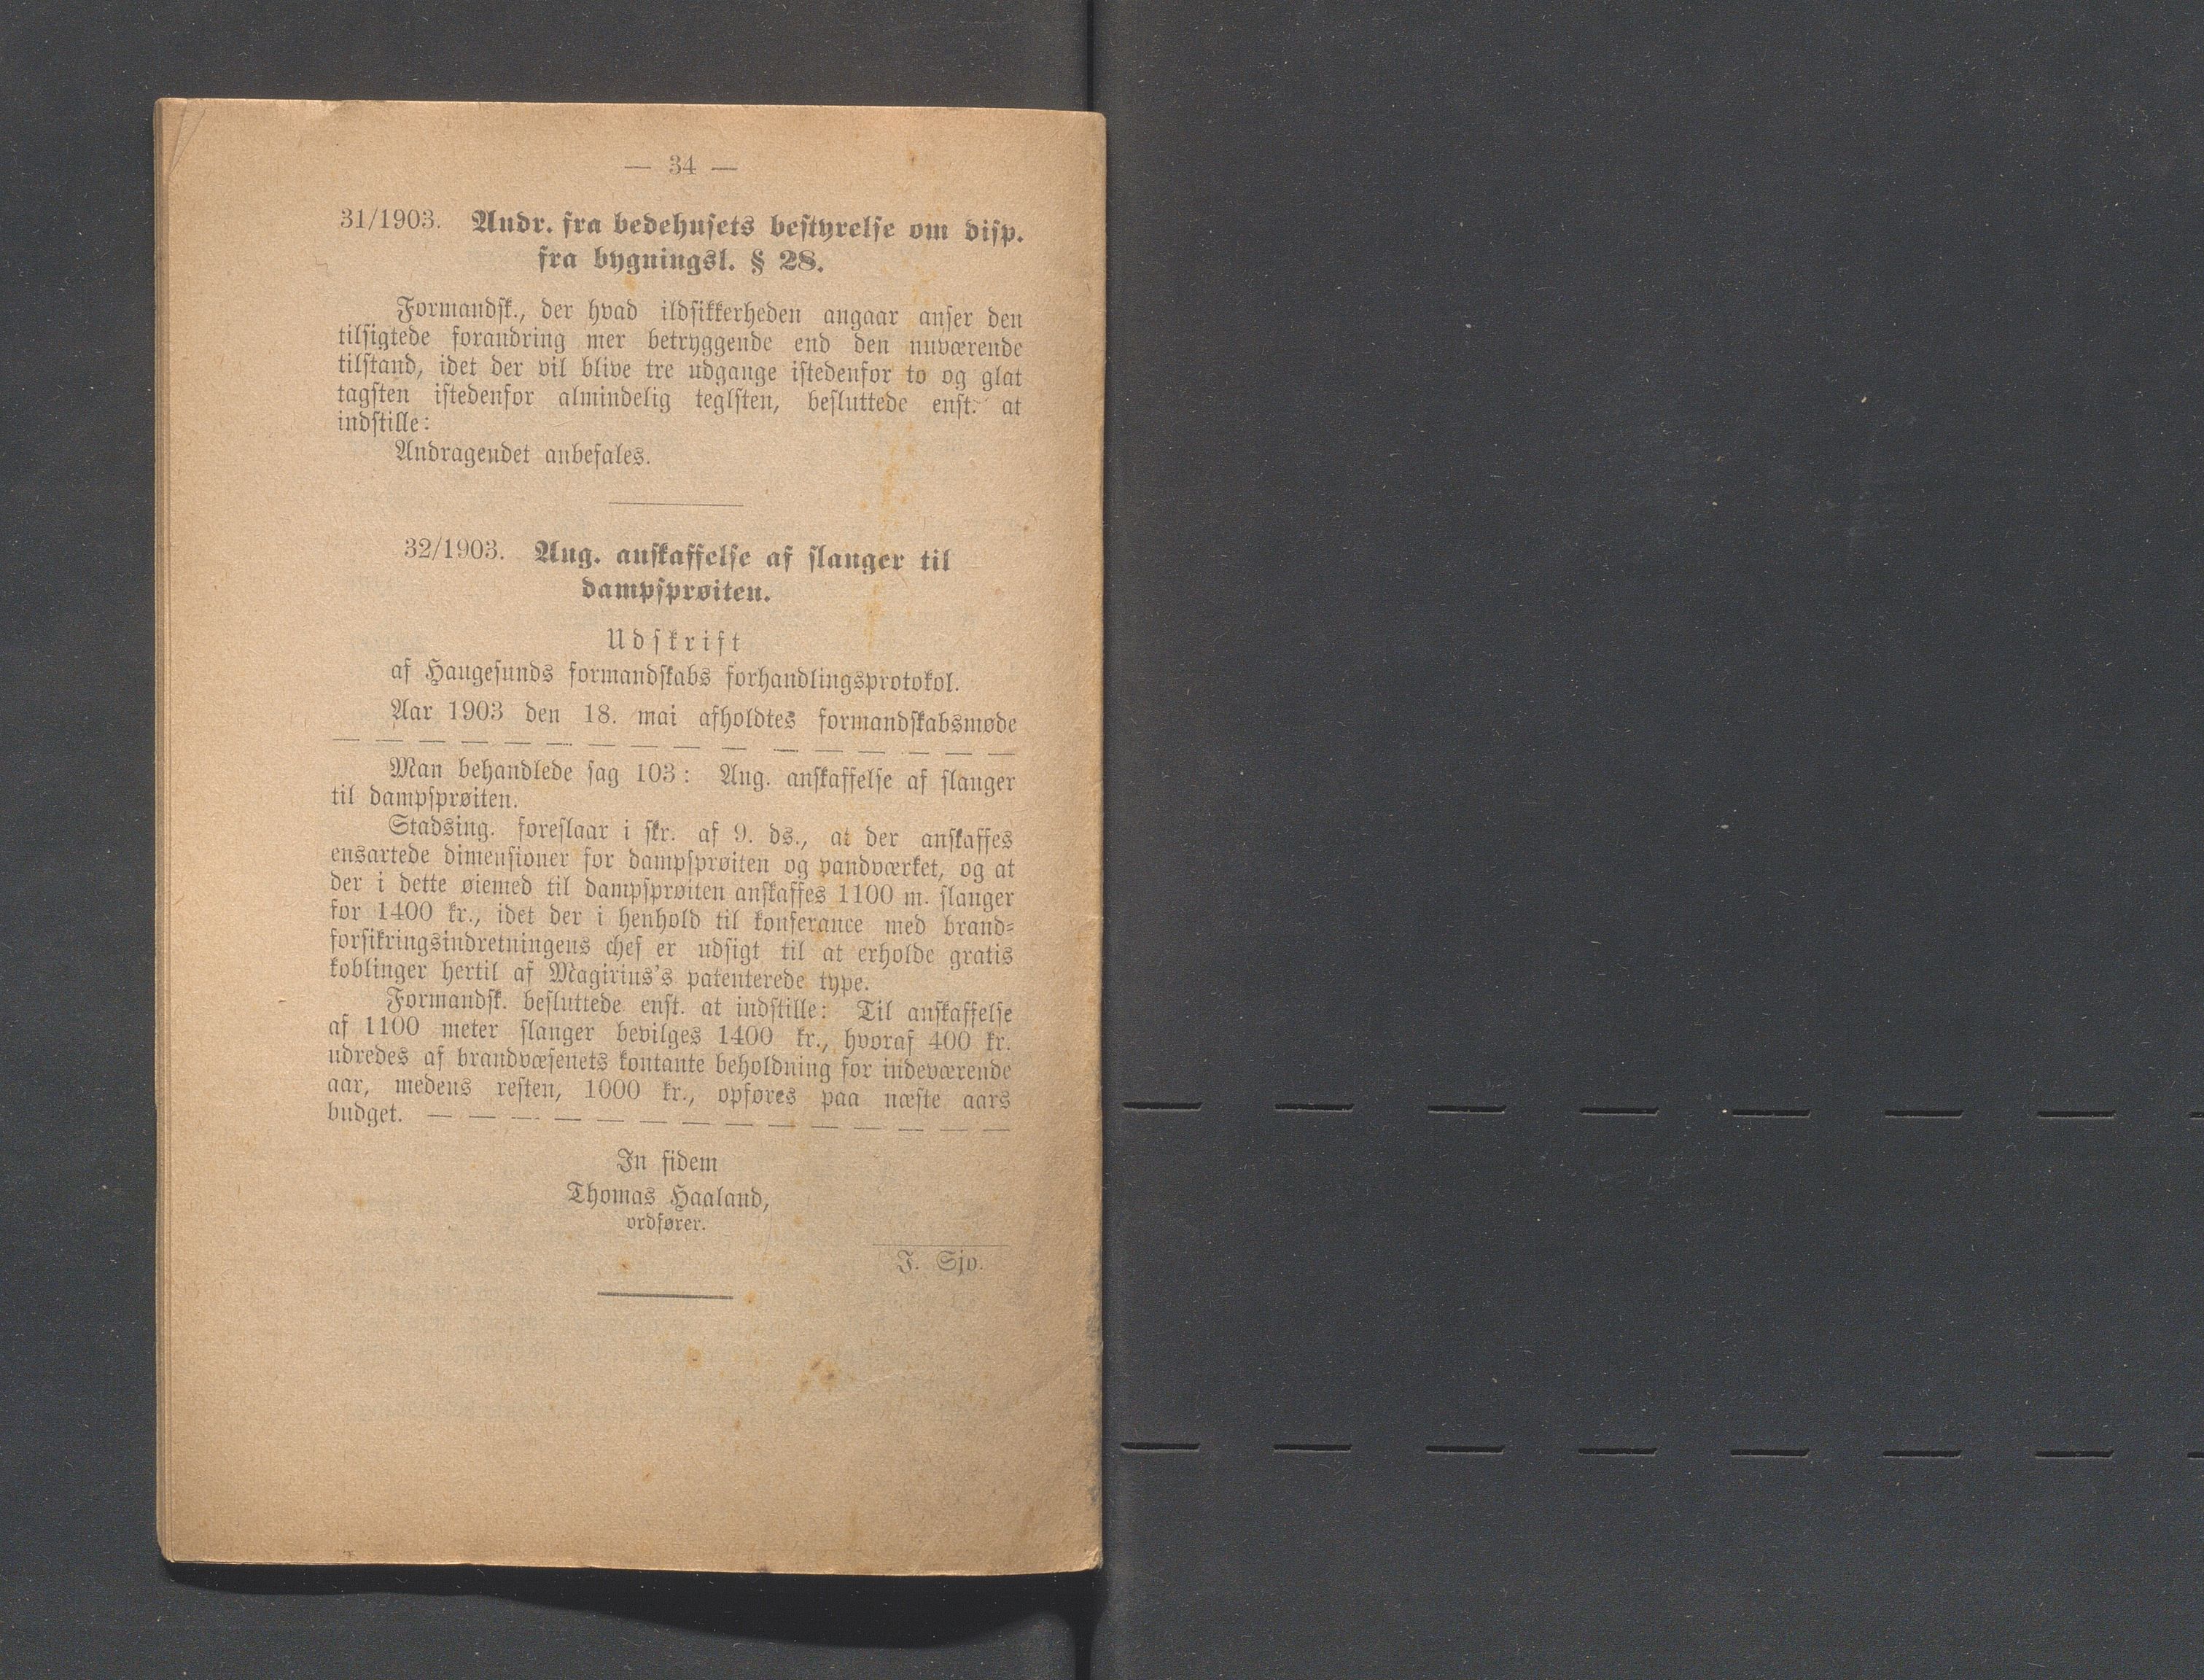 — 34 —
31/1903. Andr. fra bedehusets bestyrelse om disp.
fra bygningsl. § 28.
Formandsk., der hvad ildsikkerheden angaar anser den
tilsigtede forandring mer betryggende end den nuværende
tilstand, idet der vil blive tre udgange istedenfor to og glat
tagsten istedenfor almindelig teglsten, besluttede enst. at
indstille:
Andragendet anbefales.
32/1903. Ang. anskaffelse af slanger til
dampsprøiten.
Udskrift
af Haugesunds formandskabs forhandlingsprotokol.
Aar 1903 den 18. mai afholdtes formandskabsmøde
— — — — — — — — — — — — — — — —
Man behandlede sag 103: Ang. anskaffelse af slanger
til dampsprøiten.
Stadsing. foreslaar i skr. af 9. ds., at der anskaffes
ensartede dimensioner for dampsprøiten og vandværket, og at
der i dette øiemed til dampsprøiten anskaffes 1100 m. slanger
for 1400 kr., idet der i henhold til konferance med brand-
forsikringsindretningens chef er udsigt til at erholde gratis
koblinger hertil af Magirius's patenterede type.
Formandsk. besluttede enst. at indstille: Til anskaffelse
af 1100 meter slanger bevilges 1400 kr., hvoraf 400 kr.
udredes af brandvæsenets kontante beholdning for indeværende
aar, medens resten, 1000 kr., opføres paa næste aars
budget. — — — — — — — — — — — — — —
In fidem
Thomas Haaland,
ordfører.
J. Sjo.